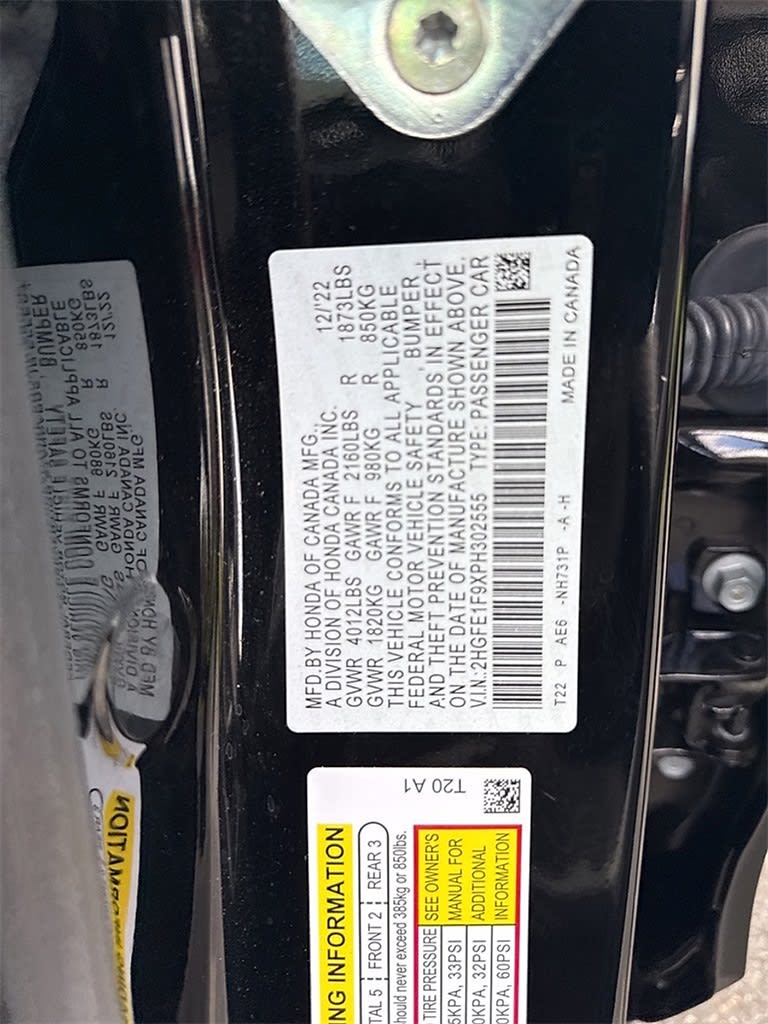 MFD.BY HONDA OF CANADA MFG., 12/'22
A DIVISION OF HONDA CANADA INC.
GVWR 4012LBS GAWR F 2160LBS R 1873LBS
GVWR 1820KG GAWR F 980KG R 850KG
THIS VEHICLE CONFORMS TO ALL APPLICABLE
FEDERAL MOTOR VEHICLE SAFETY , BUMPER,
AND THEFT PREVENTION STANDARDS, IN EFFECT
ON THE DATE OF MANUFACTURE SHOWN ABOVE.
V.I.N.:2HGFE1F9XPH302555 TYPE: PASSENGER CAR
T22 P AE6 -NH731P -A -H MADE IN CANADA
T20 A1
NG INFORMATION
TAL 5 FRONT 2 REAR 3
hould never exceed 385kg or 850lbs.
TIRE PRESSURE SEE OWNER'S
5KPA, 33PSI MANUAL FOR
0KPA, 32PSI ADDITIONAL
0KPA, 60PSI INFORMATION